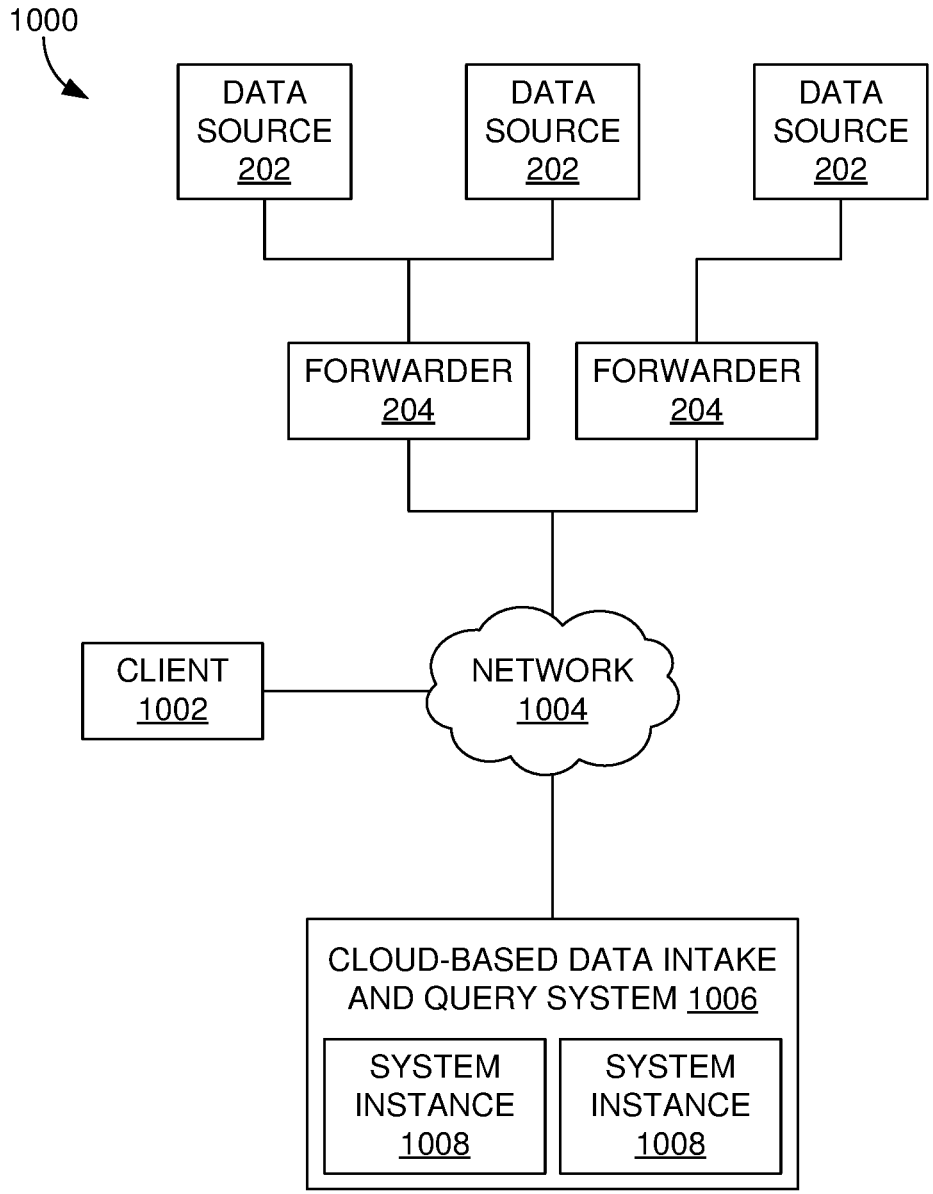 1000
DATA
SOURCE
202
DATA
SOURCE
202
DATA
SOURCE
202
FORWARDER
204
FORWARDER
204
CLIENT
1002
NETWORK
1004
CLOUD-BASED DATA INTAKE
AND QUERY SYSTEM 1006
SYSTEM
INSTANCE
1008
SYSTEM
INSTANCE
1008